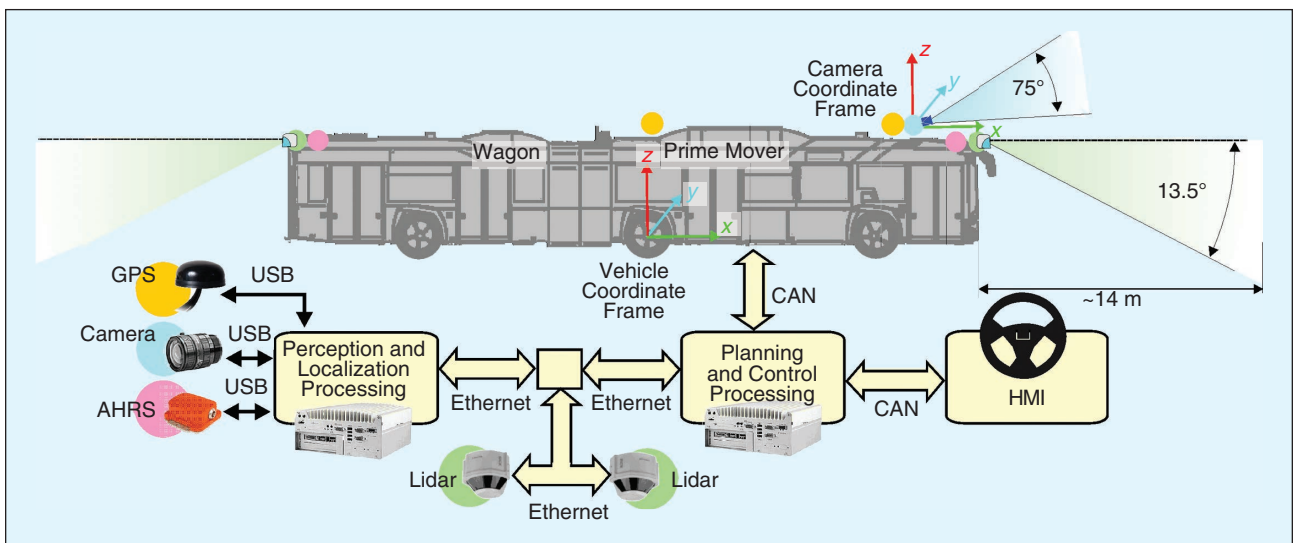 z
Camera
Coordinate
Frame
y
75°
x
Wagon
Prime Mover
z
y
x
13.5°
GPS
USB
Vehicle
Coordinate
Frame
CAN
~14 m
Camera
USB
Perception and
Localization
Processing
Planning
and Control
Processing
AHRS
USB
Ethernet
Ethernet
CAN
HMI
Lidar
Lidar
Ethernet